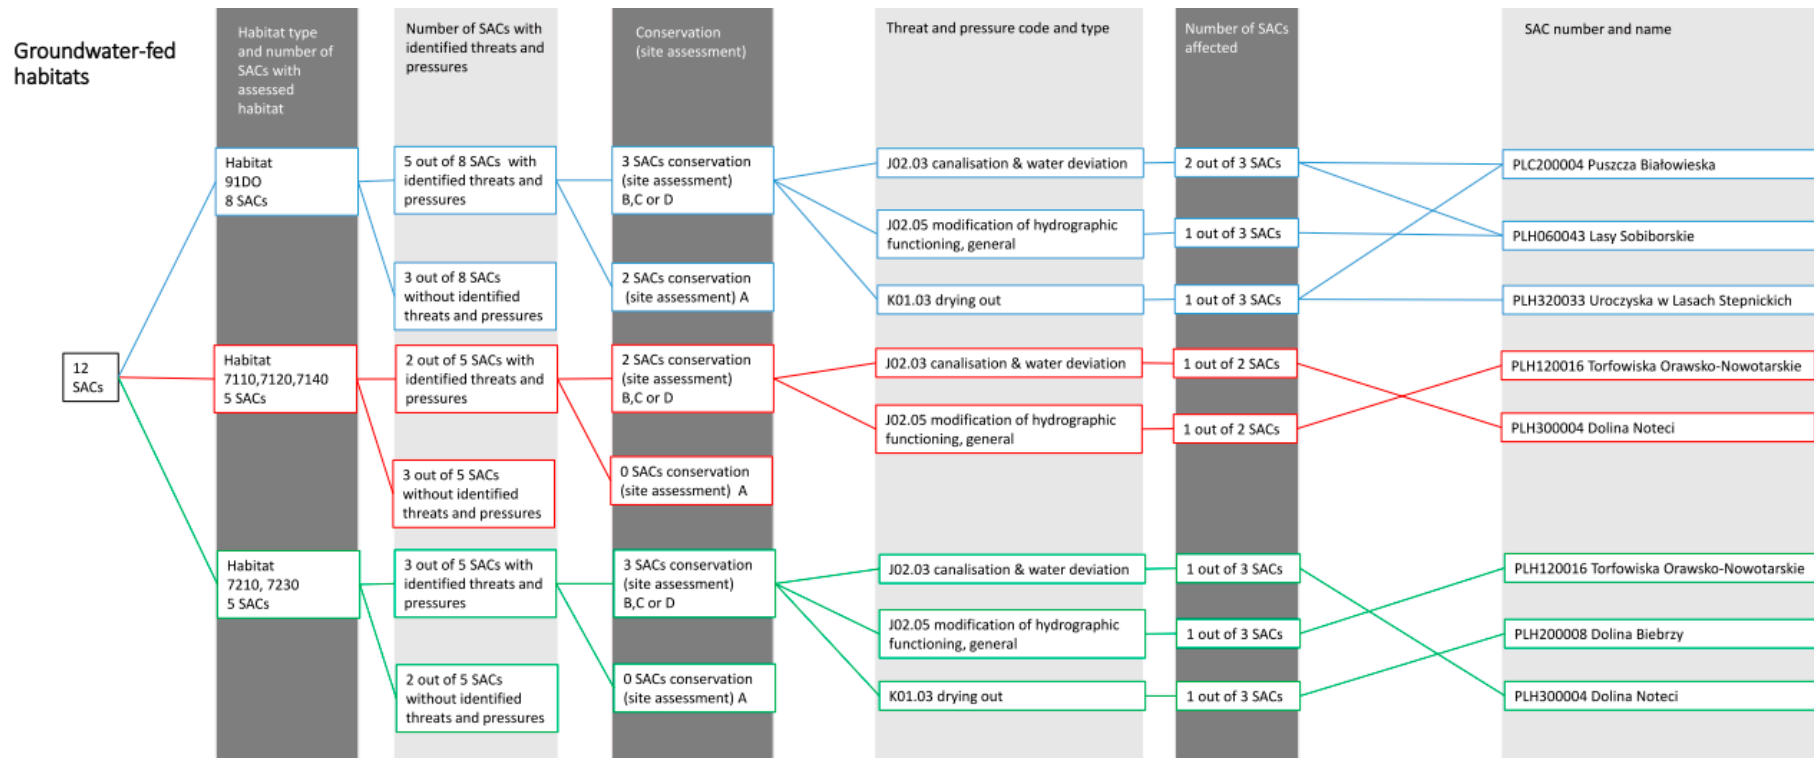 Groundwater-fed
habitats
Habitat type
and number of
SACs with
assessed
habitat
Number of SACs with
identified threats and
pressures
Conservation
(site assessment)
Threat and pressure code and type
Number of SACs
affected
SAC number and name
12
SACs
Habitat
91DO
8 SACs
5 out of 8 SACs with
identified threats and
pressures
3 out of 8 SACs
without identified
threats and pressures
3 SACs conservation
(site assessment)
B,C or D
2 SACs conservation
(site assessment) A
J02.03 canalisation & water deviation
J02.05 modification of hydrographic
functioning, general
K01.03 drying out
2 out of 3 SACs
1 out of 3 SACs
1 out of 3 SACs
PLC200004 Puszcza Białowieska
PLH060043 Lasy Sobiborskie
PLH320033 Uroczyska w Lasach Stepnickich
Habitat
7110,7120,7140
5 SACs
2 out of 5 SACs with
identified threats and
pressures
3 out of 5 SACs
without identified
threats and pressures
2 SACs conservation
(site assessment)
B,C or D
0 SACs conservation
(site assessment) A
J02.03 canalisation & water deviation
J02.05 modification of hydrographic
functioning, general
1 out of 2 SACs
1 out of 2 SACs
PLH120016 Torfowiska Orawsko-Nowotarskie
PLH300004 Dolina Noteci
Habitat
7210, 7230
5 SACs
3 out of 5 SACs with
identified threats and
pressures
2 out of 5 SACs
without identified
threats and pressures
3 SACs conservation
(site assessment)
B,C or D
0 SACs conservation
(site assessment) A
J02.03 canalisation & water deviation
J02.05 modification of hydrographic
functioning, general
K01.03 drying out
1 out of 3 SACs
1 out of 3 SACs
1 out of 3 SACs
PLH120016 Torfowiska Orawsko-Nowotarskie
PLH200008 Dolina Biebrzy
PLH300004 Dolina Noteci